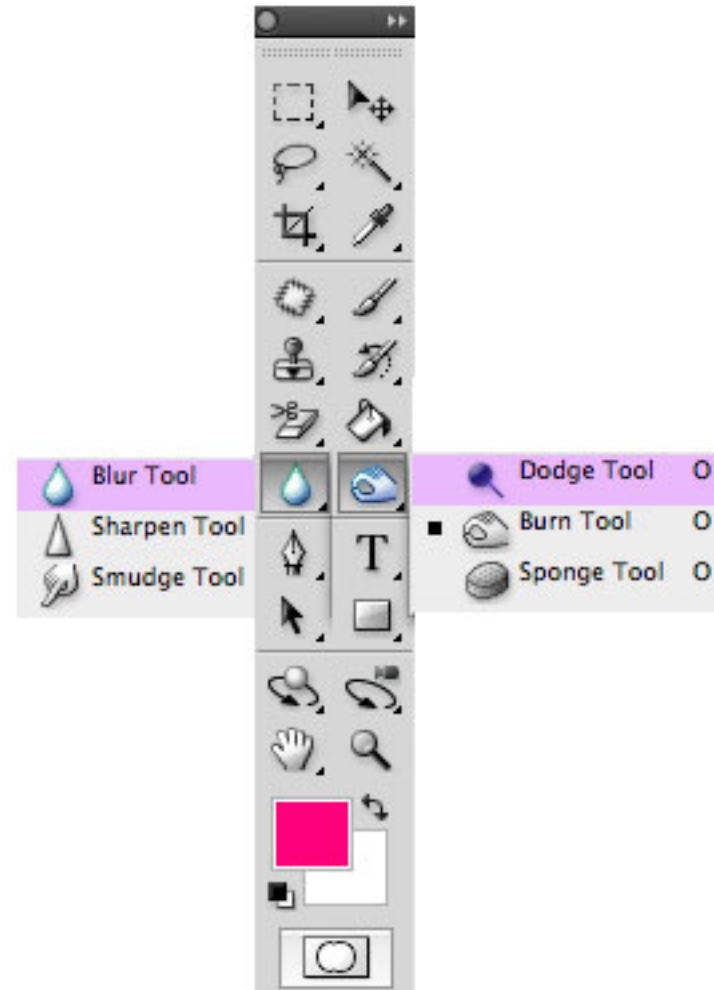 Blur Tool
Sharpen Tool
Smudge Tool
T
Dodge Tool O
Burn Tool O
Sponge Tool O